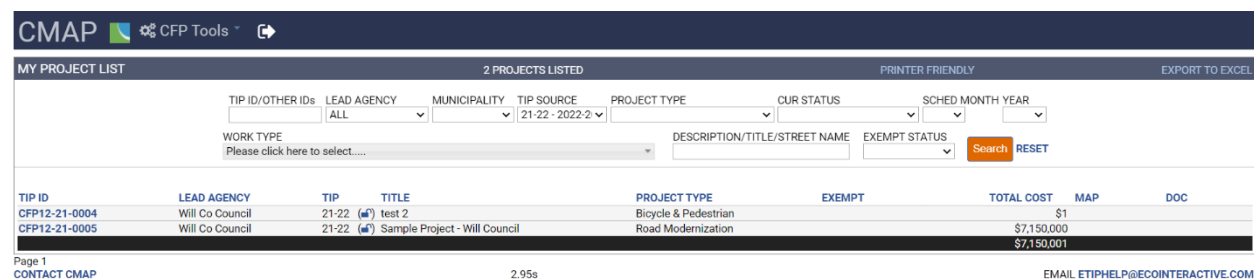 CMAP CFP Tools
MY PROJECT LIST 2 PROJECTS LISTED PRINTER FRIENDLY EXPORT TO EXCEL
TIP ID/OTHER IDs LEAD AGENCY MUNICIPALITY TIP SOURCE PROJECT TYPE CUR STATUS SCHED MONTH YEAR
ALL 21-22 - 2022-2
WORK TYPE DESCRIPTION/TITLE/STREET NAME EXEMPT STATUS
Please click here to select..... Search RESET
TIP ID LEAD AGENCY TIP TITLE PROJECT TYPE EXEMPT TOTAL COST MAP DOC
CFP12-21-0004 Will Co Council 21-22 ( ) test 2 Bicycle & Pedestrian $1
CFP12-21-0005 Will Co Council 21-22 ( ) Sample Project - Will Council Road Modernization $7,150,000
$7,150,001
Page 1
CONTACT CMAP 2.95s EMAIL ETIPHELP@ECOINTERACTIVE.COM